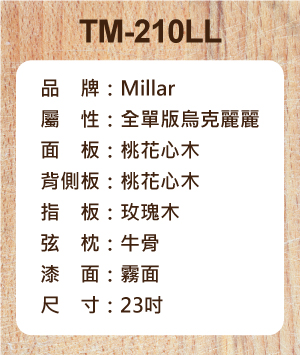 TM-210LL
品　牌：Millar
屬　性：全單版烏克麗麗
面　板：桃花心木
背側板：桃花心木
指　板：玫瑰木
弦　枕：牛骨
漆　面：霧面
尺　寸：23吋